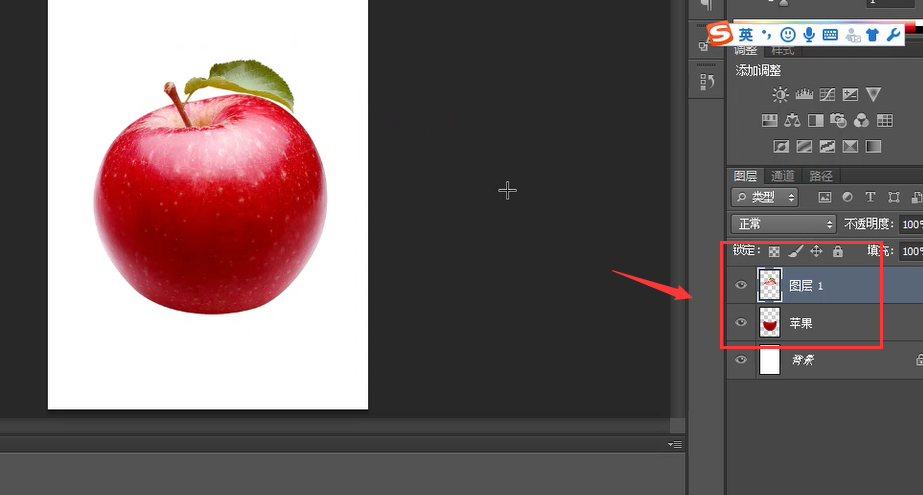 1
S 英
调整 样式
添加调整
图层 通道 路径
类型
T
正常 不透明度: 100%
锁定: 填充: 100%
图层 1
苹果
背景